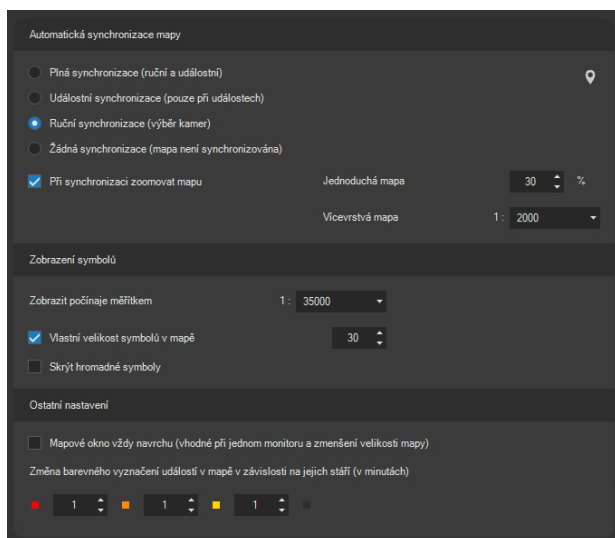 Automatická synchronizace mapy
Plná synchronizace (ruční a událostní)
Událostní synchronizace (pouze při událostech)
Ruční synchronizace (výběr kamer)
Žádná synchronizace (mapa není synchronizována)
Při synchronizaci zoomovat mapu Jednoduchá mapa 30 %
Vícevrstvá mapa 1 : 2000
Zobrazení symbolů
Zobrazit počínaje měřítkem 1 : 35000
Vlastní velikost symbolů v mapě 30
Skrýt hromadné symboly
Ostatní nastavení
Mapové okno vždy navrchu (vhodné při jednom monitoru a zmenšení velikosti mapy)
Změna barevného vyznačení událostí v mapě v závislosti na jejich stáří (v minutách)
1 1 1